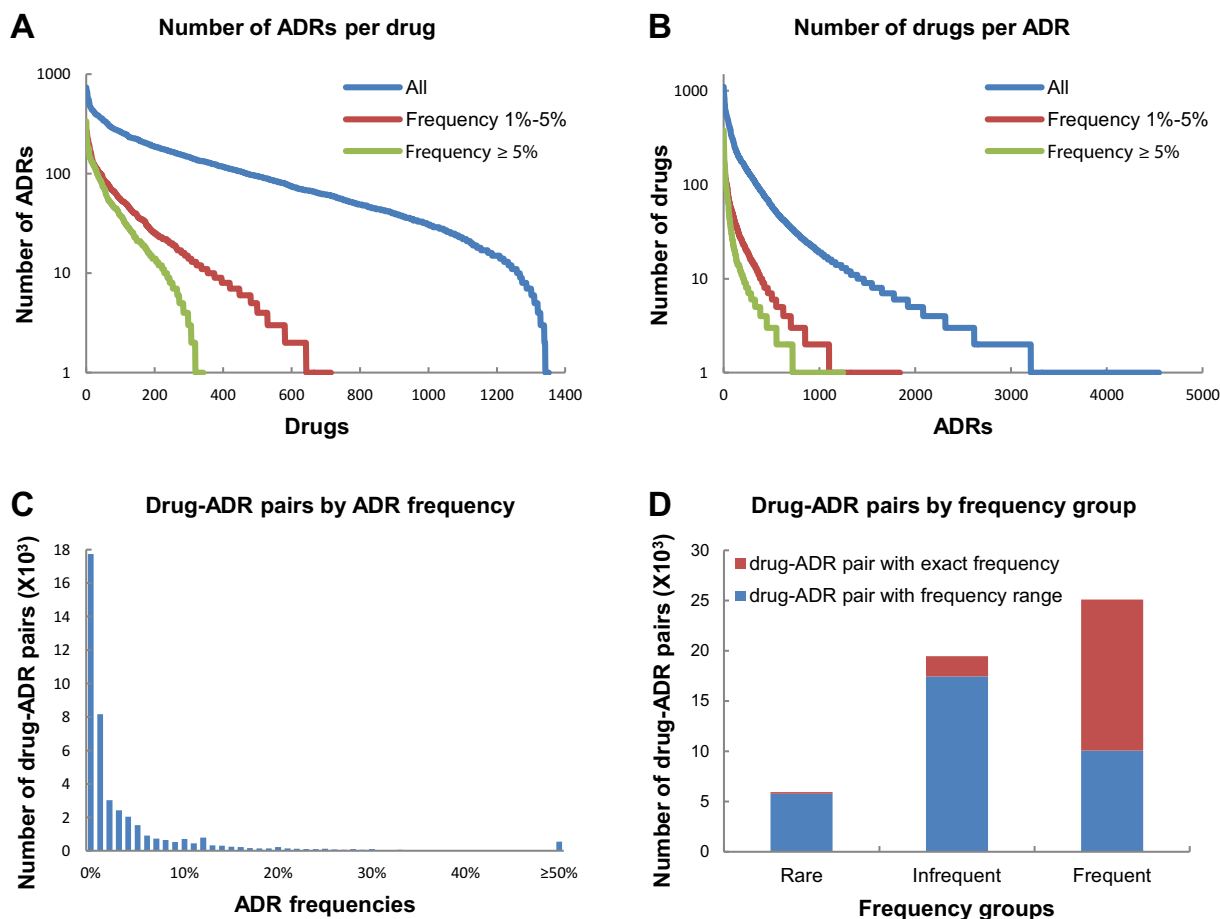 A
Number of ADRs per drug
Number of ADRs
1000
100
10
1
All
Frequency 1%-5%
Frequency ≥ 5%
0
200
400
600
800
1000
1200
1400
Drugs
B
Number of drugs per ADR
Number of drugs
1000
100
10
1
All
Frequency 1%-5%
Frequency ≥ 5%
0
1000
2000
3000
4000
5000
ADRs
C
Drug-ADR pairs by ADR frequency
Number of drug-ADR pairs (X10³)
18
16
14
12
10
8
6
4
2
0
0%
10%
20%
30%
40%
≥50%
ADR frequencies
D
Drug-ADR pairs by frequency group
Number of drug-ADR pairs (X10³)
30
25
20
15
10
5
0
drug-ADR pair with exact frequency
drug-ADR pair with frequency range
Rare
Infrequent
Frequent
Frequency groups